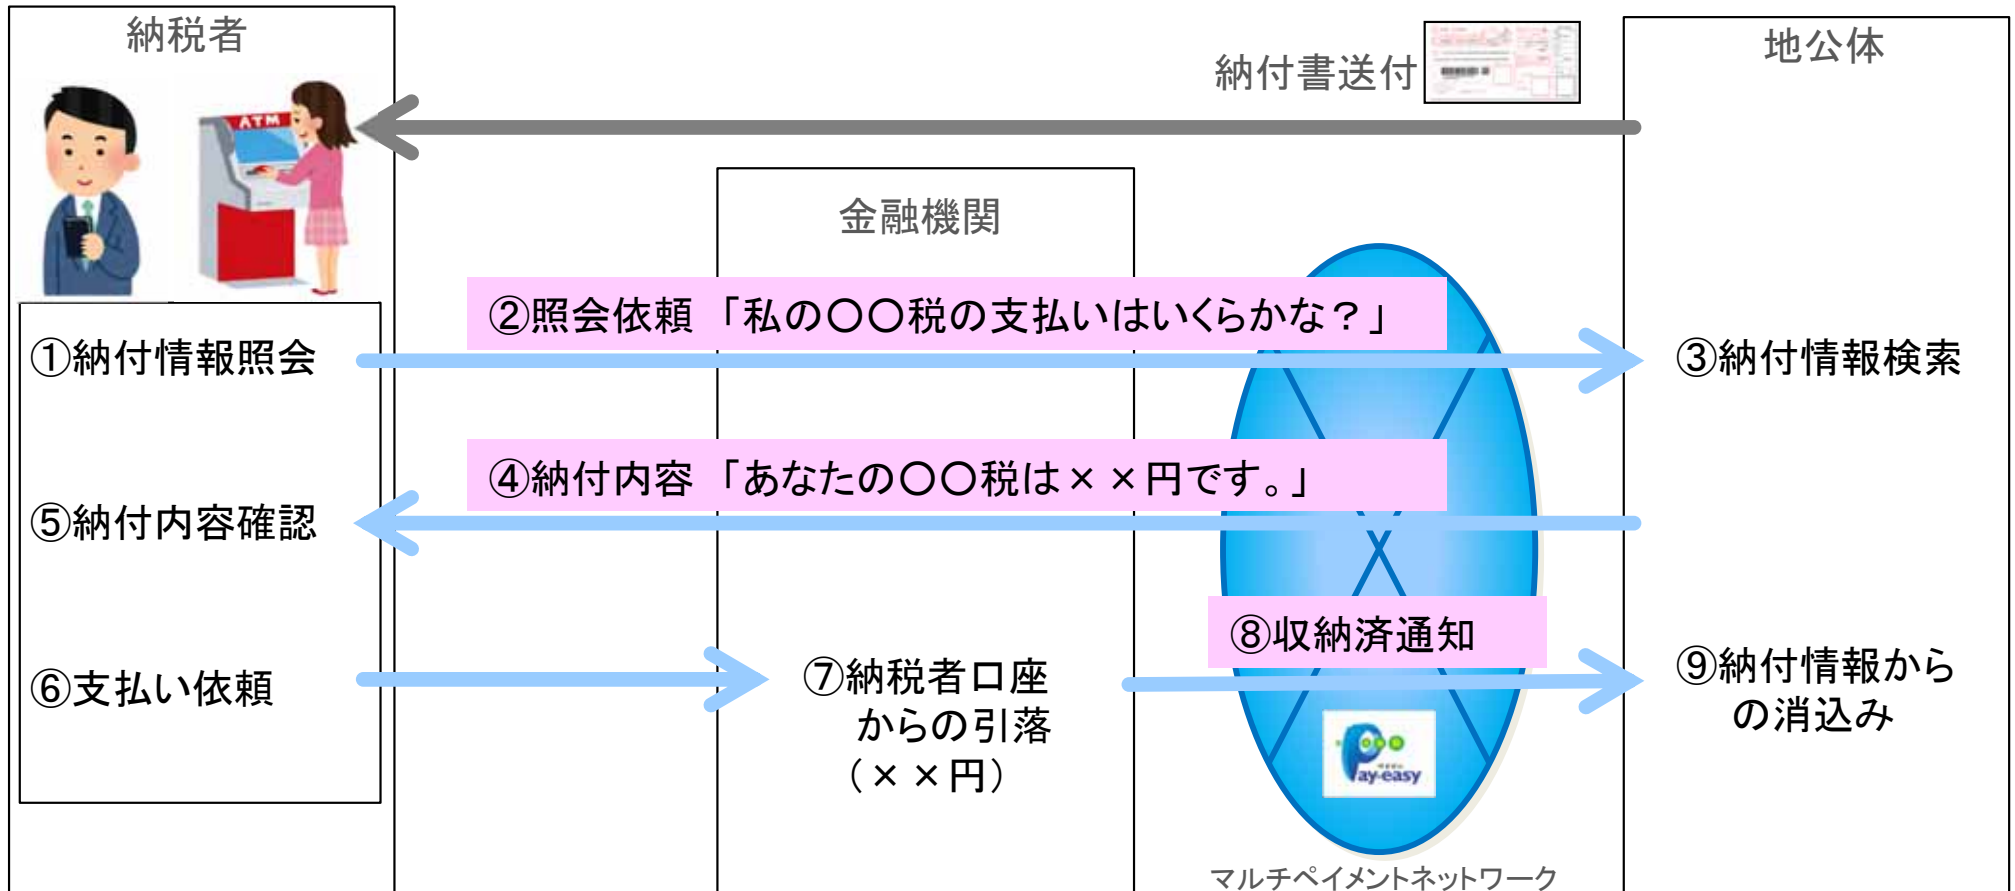 納税者
納付書送付
地公体
ATM
金融機関
②照会依頼 「私の〇〇税の支払いはいくらかな？」
①納付情報照会
③納付情報検索
④納付内容 「あなたの〇〇税は××円です。」
⑤納付内容確認
⑧収納済通知
⑥支払い依頼
⑦納税者口座
からの引落
（××円）
⑨納付情報から
の消込み
Pay-easy
マルチペイメントネットワーク